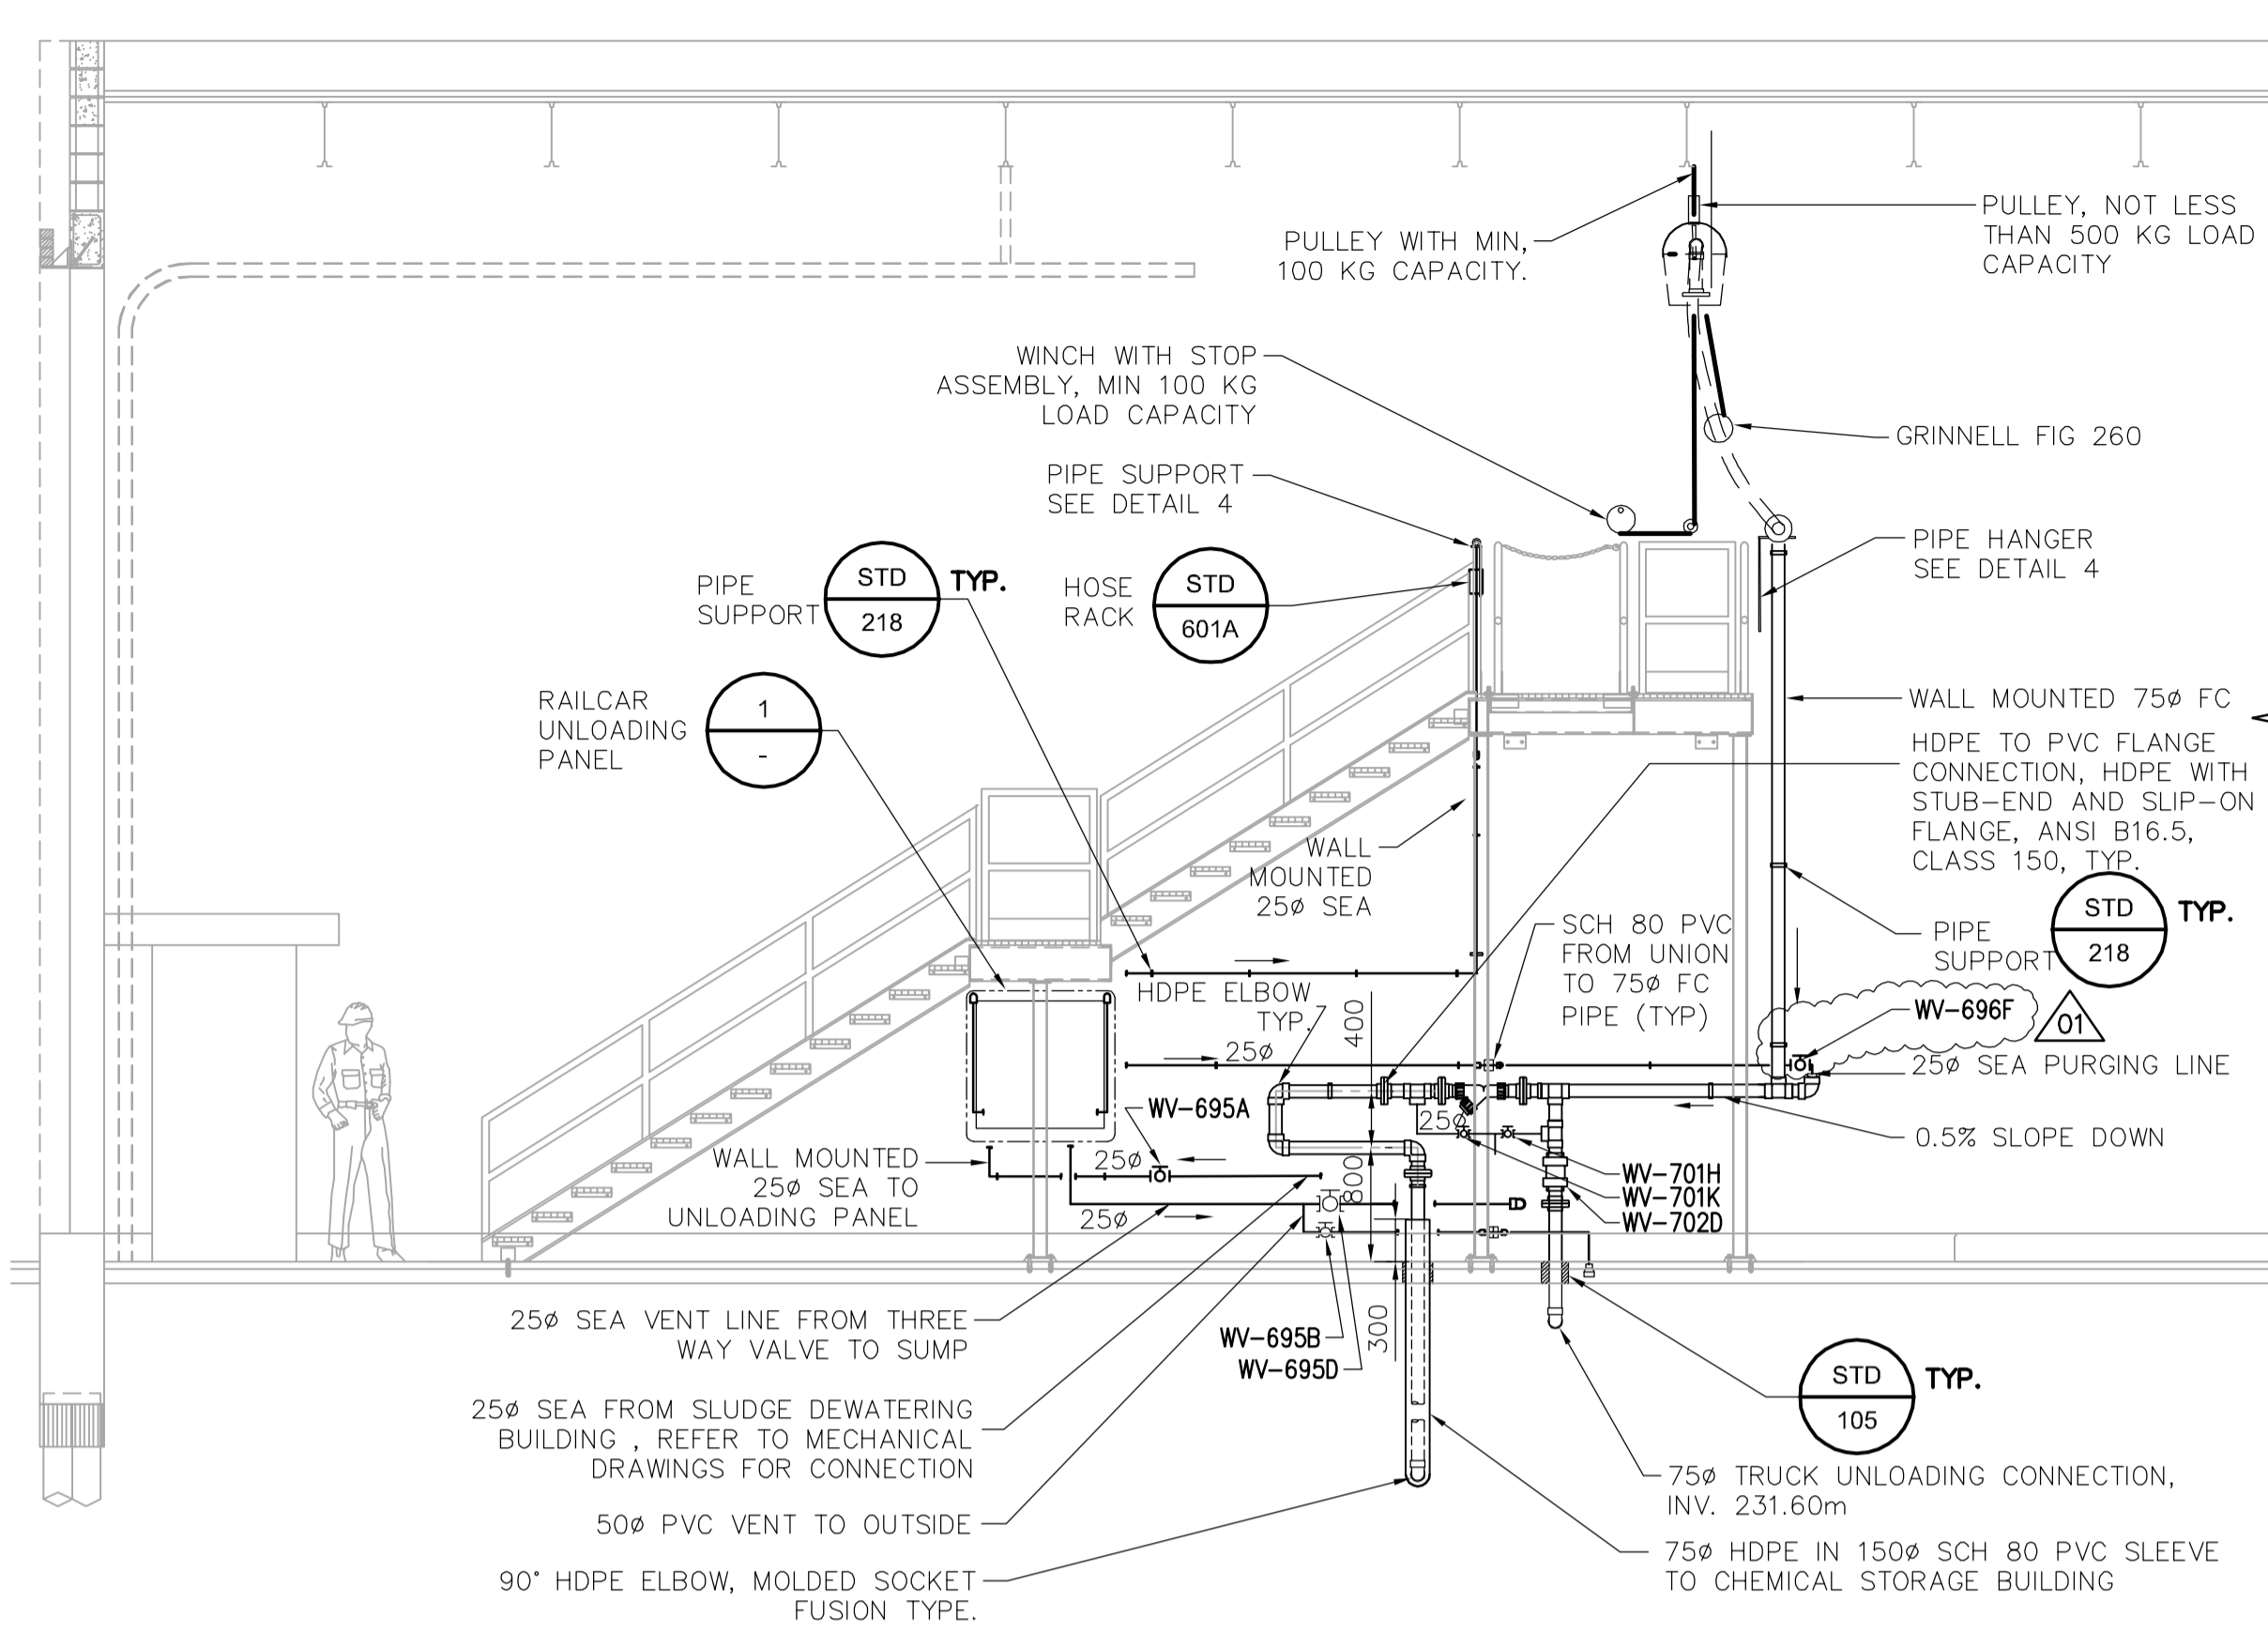 PULLEY, NOT LESS
THAN 500 KG LOAD
CAPACITY
PULLEY WITH MIN,
100 KG CAPACITY.
WINCH WITH STOP
ASSEMBLY, MIN 100 KG
LOAD CAPACITY
GRINNELL FIG 260
PIPE SUPPORT
SEE DETAIL 4
PIPE HANGER
SEE DETAIL 4
PIPE
SUPPORT
STD
218
TYP.
HOSE
RACK
STD
601A
RAILCAR
UNLOADING
PANEL
1
-
WALL MOUNTED 75ø FC
HDPE TO PVC FLANGE
CONNECTION, HDPE WITH
STUB-END AND SLIP-ON
FLANGE, ANSI B16.5,
CLASS 150, TYP.
WALL
MOUNTED
25ø SEA
SCH 80 PVC
FROM UNION
TO 75ø FC
PIPE (TYP)
PIPE
SUPPORT
STD
218
TYP.
HDPE ELBOW
TYP.
400
WV-696F
01
25ø
25ø SEA PURGING LINE
WV-695A
25ø
0.5% SLOPE DOWN
WALL MOUNTED
25ø SEA TO
UNLOADING PANEL
25ø
800
WV-701H
WV-701K
WV-702D
25ø
25ø SEA VENT LINE FROM THREE
WAY VALVE TO SUMP
WV-695B
WV-695D
300
STD
105
TYP.
25ø SEA FROM SLUDGE DEWATERING
BUILDING , REFER TO MECHANICAL
DRAWINGS FOR CONNECTION
75ø TRUCK UNLOADING CONNECTION,
INV. 231.60m
50ø PVC VENT TO OUTSIDE
75ø HDPE IN 150ø SCH 80 PVC SLEEVE
TO CHEMICAL STORAGE BUILDING
90° HDPE ELBOW, MOLDED SOCKET
FUSION TYPE.